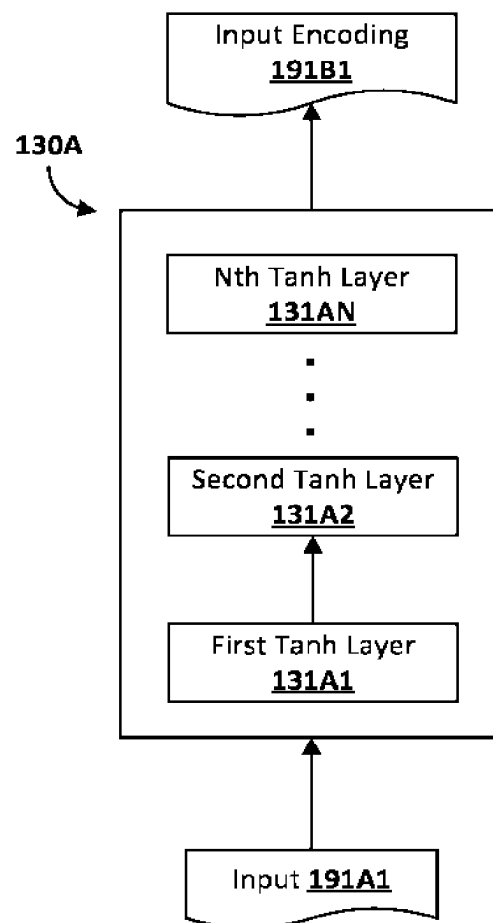 Input Encoding
191B1
130A
Nth Tanh Layer
131AN
Second Tanh Layer
131A2
First Tanh Layer
131A1
Input 191A1